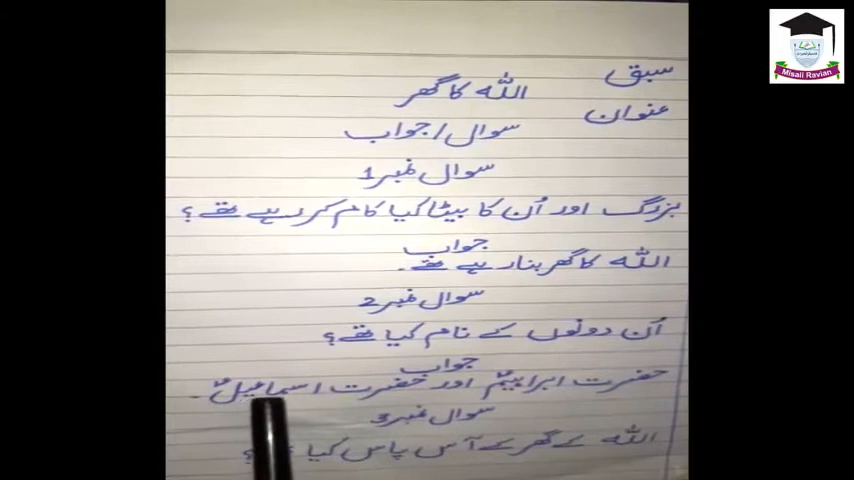 سبق
اللہ کا گھر
عنوان
سوال/جواب
سوال نمبر1
بزرگ اور اُن کا بیٹا کیا کام کر رہے تھے؟
جواب
اللہ کا گھر بنا رہے تھے۔
سوال نمبر2
اُن دونوں کے نام کیا تھے؟
جواب
حضرت ابراہیمؑ اور حضرت اسماعیلؑ۔
سوال نمبر3
اللہ کے گھر کے آس پاس کیا
Misali Ravian